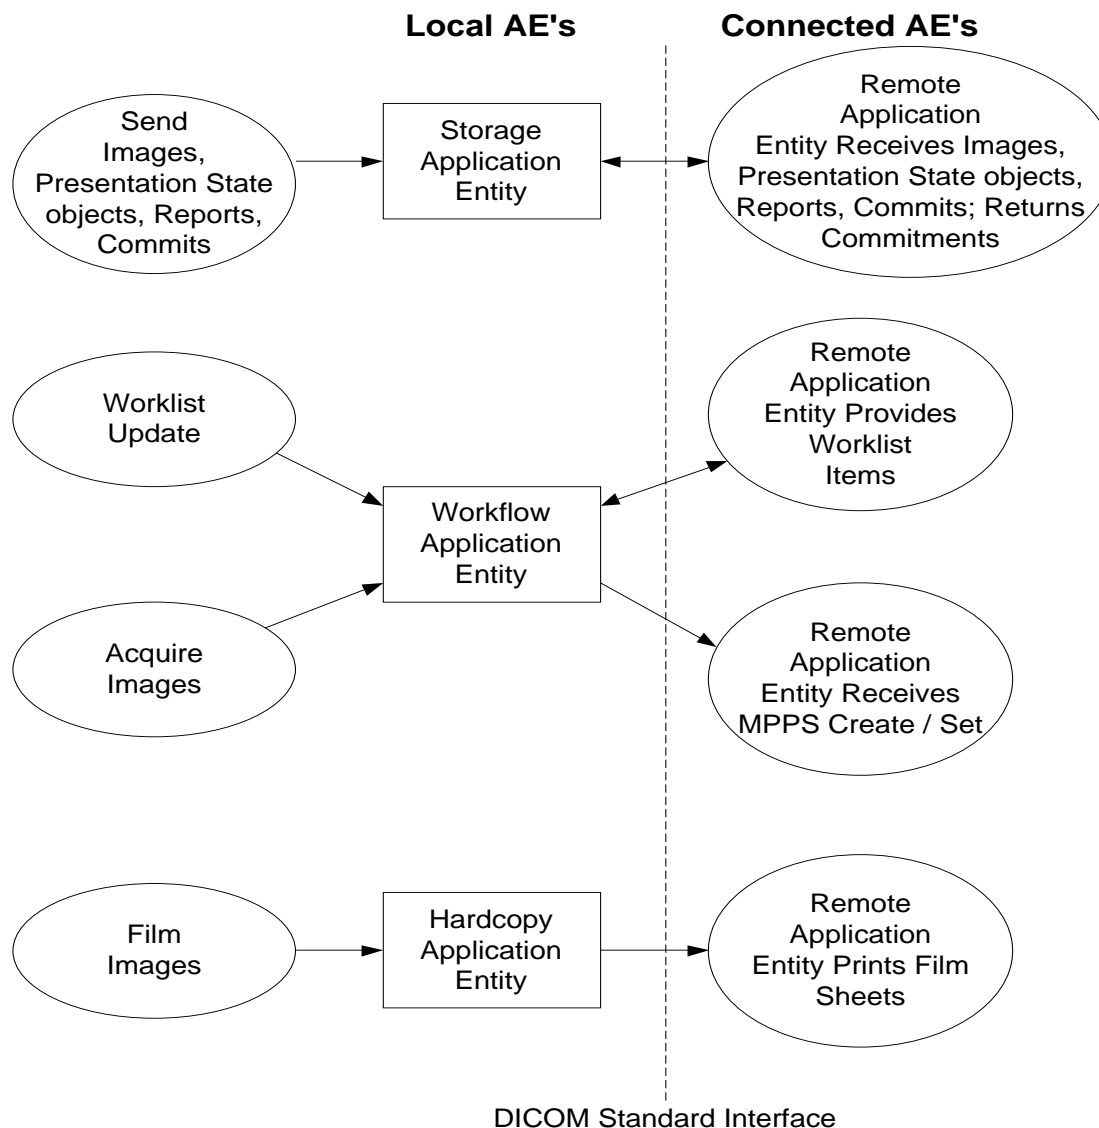 Local AE's
Connected AE's
Send
Images,
Presentation State
objects, Reports,
Commits
Storage
Application
Entity
Remote
Application
Entity Receives Images,
Presentation State objects,
Reports, Commits; Returns
Commitments
Worklist
Update
Remote
Application
Entity Provides
Worklist
Items
Workflow
Application
Entity
Acquire
Images
Remote
Application
Entity Receives
MPPS Create / Set
Film
Images
Hardcopy
Application
Entity
Remote
Application
Entity Prints Film
Sheets
DICOM Standard Interface